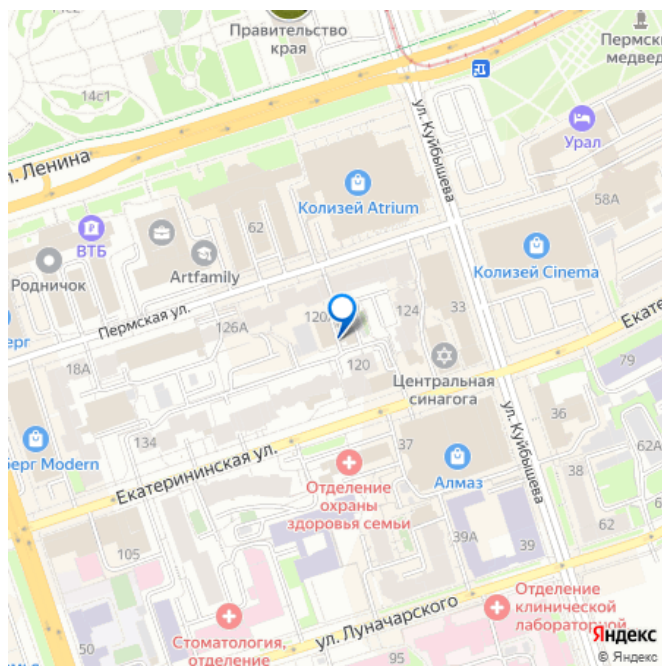 14с1
Правительство
края
Пермск
медвед
ул. Куйбышева
Урал
л. Ленина
58А
Колизей Atrium
62
ВТБ
Artfamily
Колизей Cinema
Родничок
Пермская ул.
126А
124
33
Екате
ерг
18А
120
Центральная
синагога
79
134
36
ул. Куйбышева
ерг Modern
37
Алмаз
62А
Екатерининская ул.
Отделение
охраны
здоровья семьи
38
39А
62
105
ул. Луначарского
Отделение
клинической
лабораторной
Стоматология,
отделение
50
95
Яндекс
© Яндекс